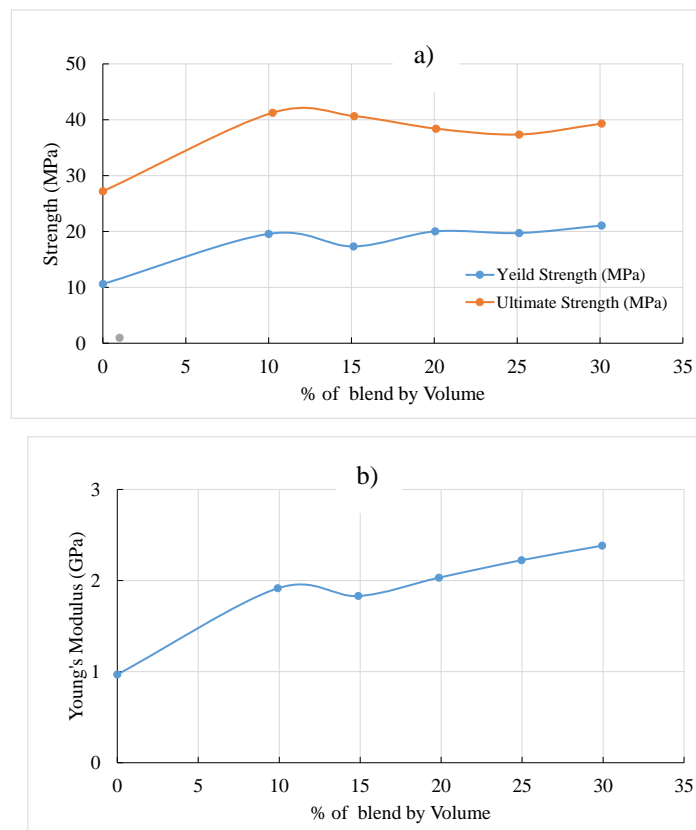 a)
50
40
30
20
10
0
Strength (MPa)
Yeild Strength (MPa)
Ultimate Strength (MPa)
0 5 10 15 20 25 30 35
% of blend by Volume
b)
3
2
1
0
Young's Modulus (GPa)
0 5 10 15 20 25 30 35
% of blend by Volume